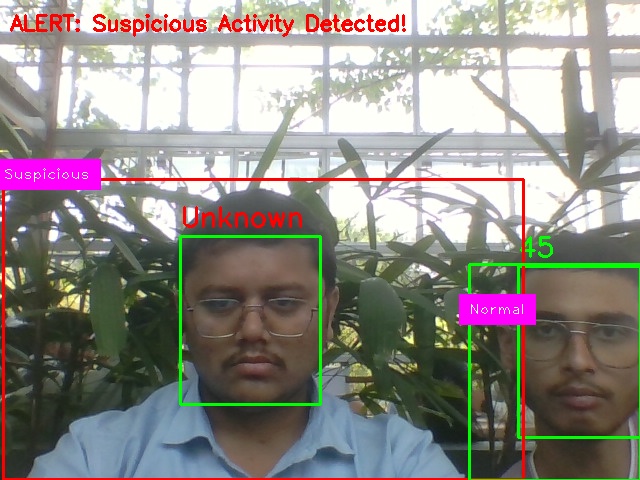 ALERT: Suspicious Activity Detected!
Suspicious
Unknown
45
Normal